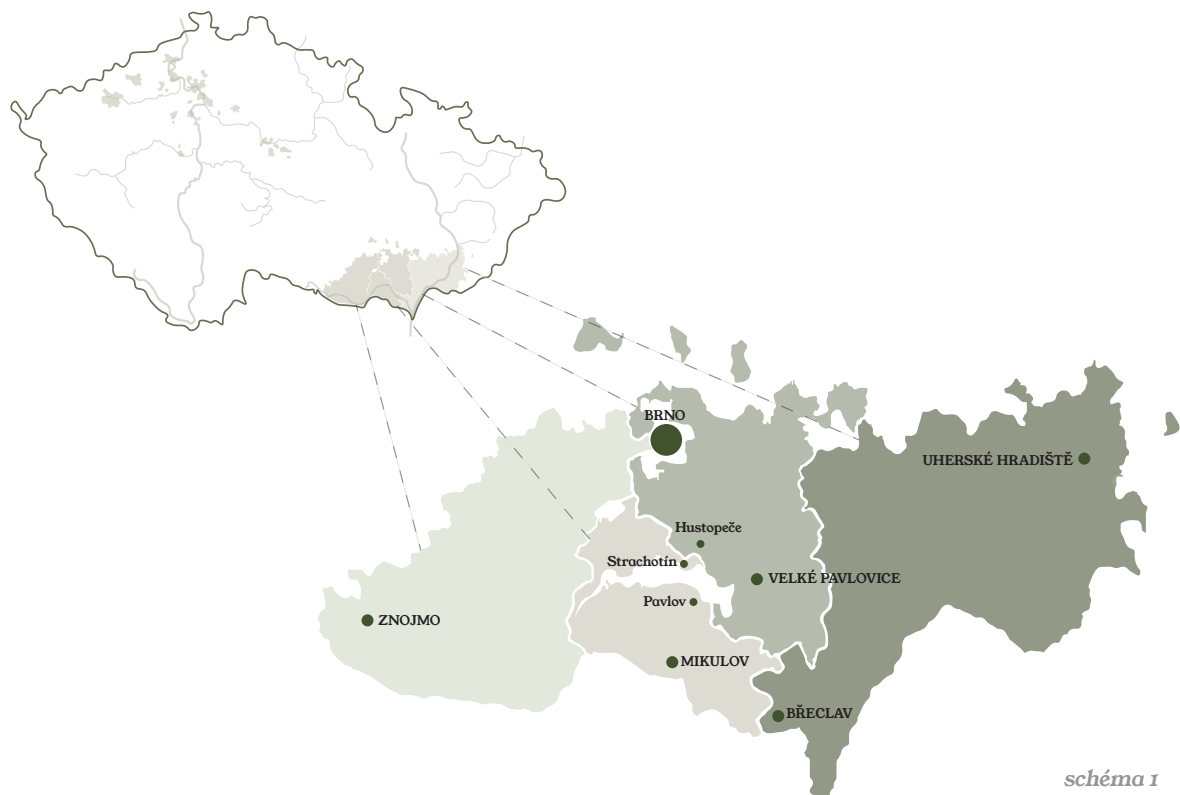 BRNO
UHERSKÉ HRADIŠTĚ
Hustopeče
Strachotín
VELKÉ PAVLOVICE
Pavlov
ZNOJMO
MIKULOV
BŘECLAV
schéma 1